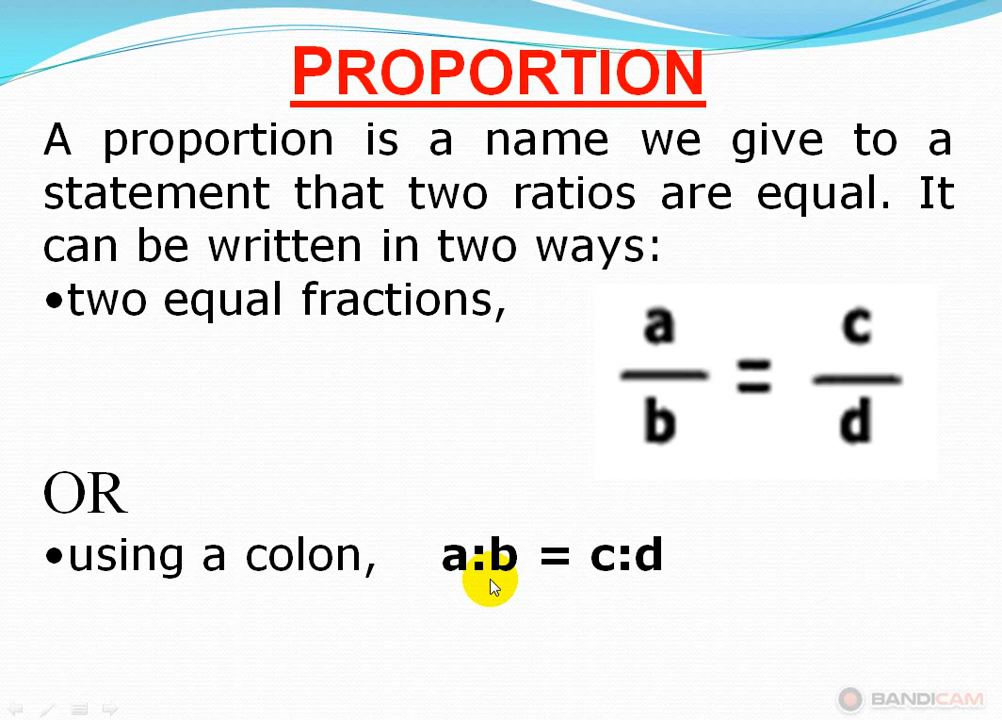 PROPORTION
A proportion is a name we give to a
statement that two ratios are equal. It
can be written in two ways:
•two equal fractions,
a c
— = —
b d
OR
•using a colon, a:b = c:d
BANDICAM